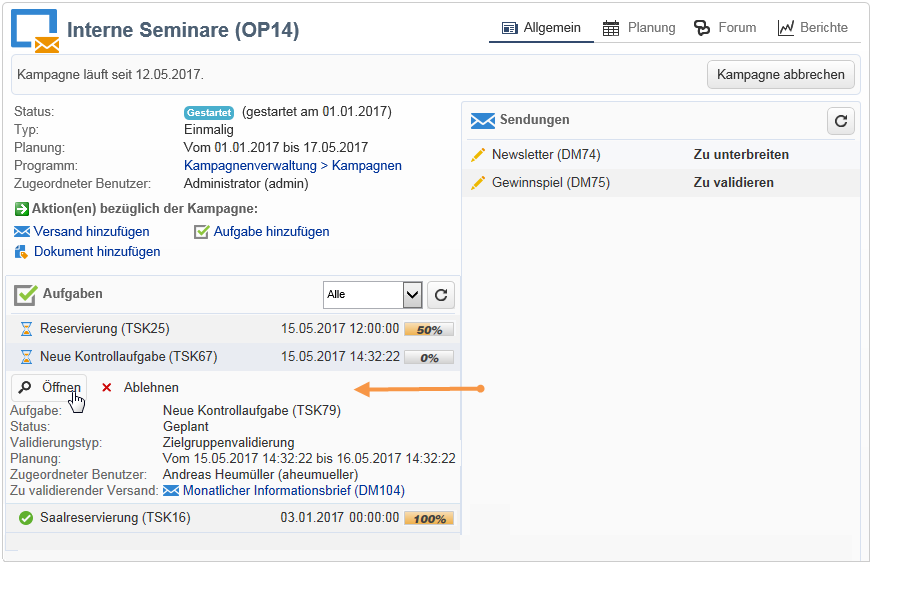 Interne Seminare (OP14)
Allgemein Planung Forum Berichte
Kampagne läuft seit 12.05.2017.
Kampagne abbrechen
Status: Gestartet (gestartet am 01.01.2017)
Typ: Einmalig
Planung: Vom 01.01.2017 bis 17.05.2017
Programm: Kampagnenverwaltung > Kampagnen
Zugeordneter Benutzer: Administrator (admin)
Aktion(en) bezüglich der Kampagne:
Versand hinzufügen Aufgabe hinzufügen
Dokument hinzufügen
Aufgaben Alle
Reservierung (TSK25) 15.05.2017 12:00:00 50%
Neue Kontrollaufgabe (TSK67) 15.05.2017 14:32:22 0%
Öffnen Ablehnen
Aufgabe: Neue Kontrollaufgabe (TSK79)
Status: Geplant
Validierungstyp: Zielgruppenvalidierung
Planung: Vom 15.05.2017 14:32:22 bis 16.05.2017 14:32:22
Zugeordneter Benutzer: Andreas Heumüller (aheumueller)
Zu validierender Versand: Monatlicher Informationsbrief (DM104)
Saalreservierung (TSK16) 03.01.2017 00:00:00 100%
Sendungen
Newsletter (DM74) Zu unterbreiten
Gewinnspiel (DM75) Zu validieren